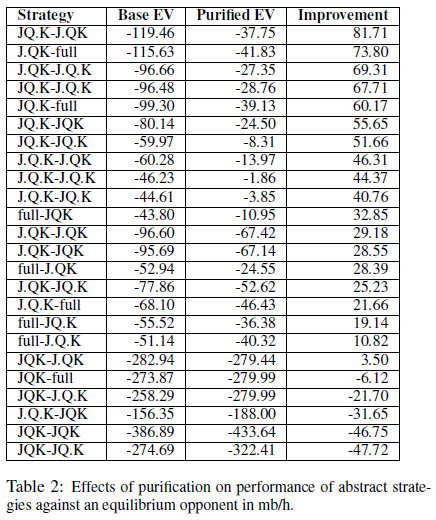 Strategy Base EV Purified EV Improvement
JQ.K-J.QK -119.46 -37.75 81.71
J.QK-full -115.63 -41.83 73.80
J.QK-J.Q.K -96.66 -27.35 69.31
JQ.K-J.Q.K -96.48 -28.76 67.71
JQ.K-full -99.30 -39.13 60.17
JQ.K-JQK -80.14 -24.50 55.65
JQ.K-JQ.K -59.97 -8.31 51.66
J.Q.K-J.QK -60.28 -13.97 46.31
J.Q.K-J.Q.K -46.23 -1.86 44.37
J.Q.K-JQ.K -44.61 -3.85 40.76
full-JQK -43.80 -10.95 32.85
J.QK-J.QK -96.60 -67.42 29.18
J.QK-JQK -95.69 -67.14 28.55
full-J.QK -52.94 -24.55 28.39
J.QK-JQ.K -77.86 -52.62 25.23
J.Q.K-full -68.10 -46.43 21.66
full-JQ.K -55.52 -36.38 19.14
full-J.Q.K -51.14 -40.32 10.82
JQK-J.QK -282.94 -279.44 3.50
JQK-full -273.87 -279.99 -6.12
JQK-J.Q.K -258.29 -279.99 -21.70
J.Q.K-JQK -156.35 -188.00 -31.65
JQK-JQK -386.89 -433.64 -46.75
JQK-JQ.K -274.69 -322.41 -47.72
Table 2: Effects of purification on performance of abstract strate-
gies against an equilibrium opponent in mb/h.